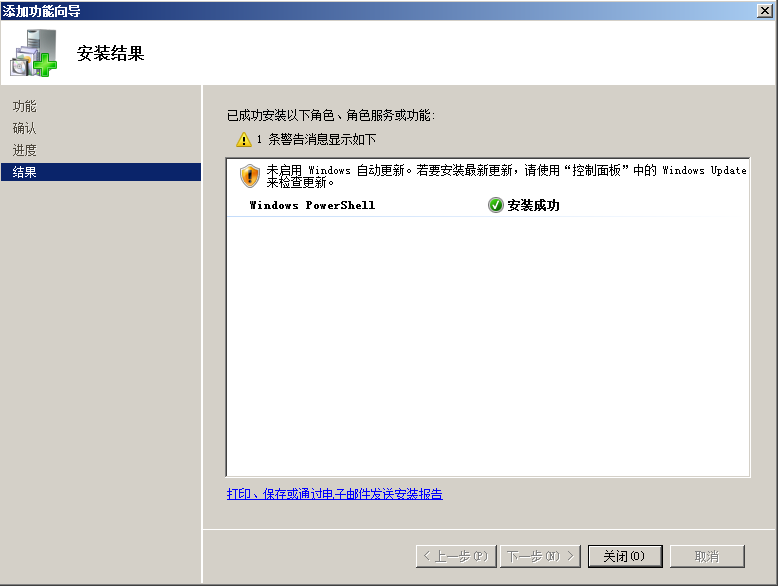 添加功能向导
安装结果
功能
确认
进度
结果
已成功安装以下角色、角色服务或功能:
1 条警告消息显示如下
未启用 Windows 自动更新。若要安装最新更新，请使用“控制面板”中的 Windows Update
来检查更新。
Windows PowerShell 安装成功
打印、保存或通过电子邮件发送安装报告
< 上一步(P) 下一步(N) > 关闭(O) 取消